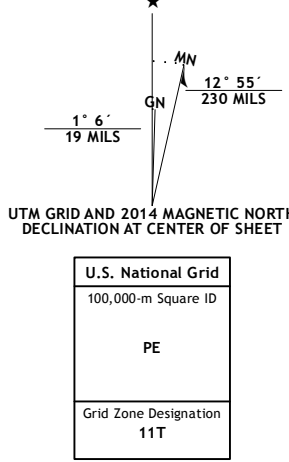 ★
MN
GN
12° 55´
230 MILS
1° 6´
19 MILS
UTM GRID AND 2014 MAGNETIC NORTH
DECLINATION AT CENTER OF SHEET
U.S. National Grid
100,000-m Square ID
PE
Grid Zone Designation
11T